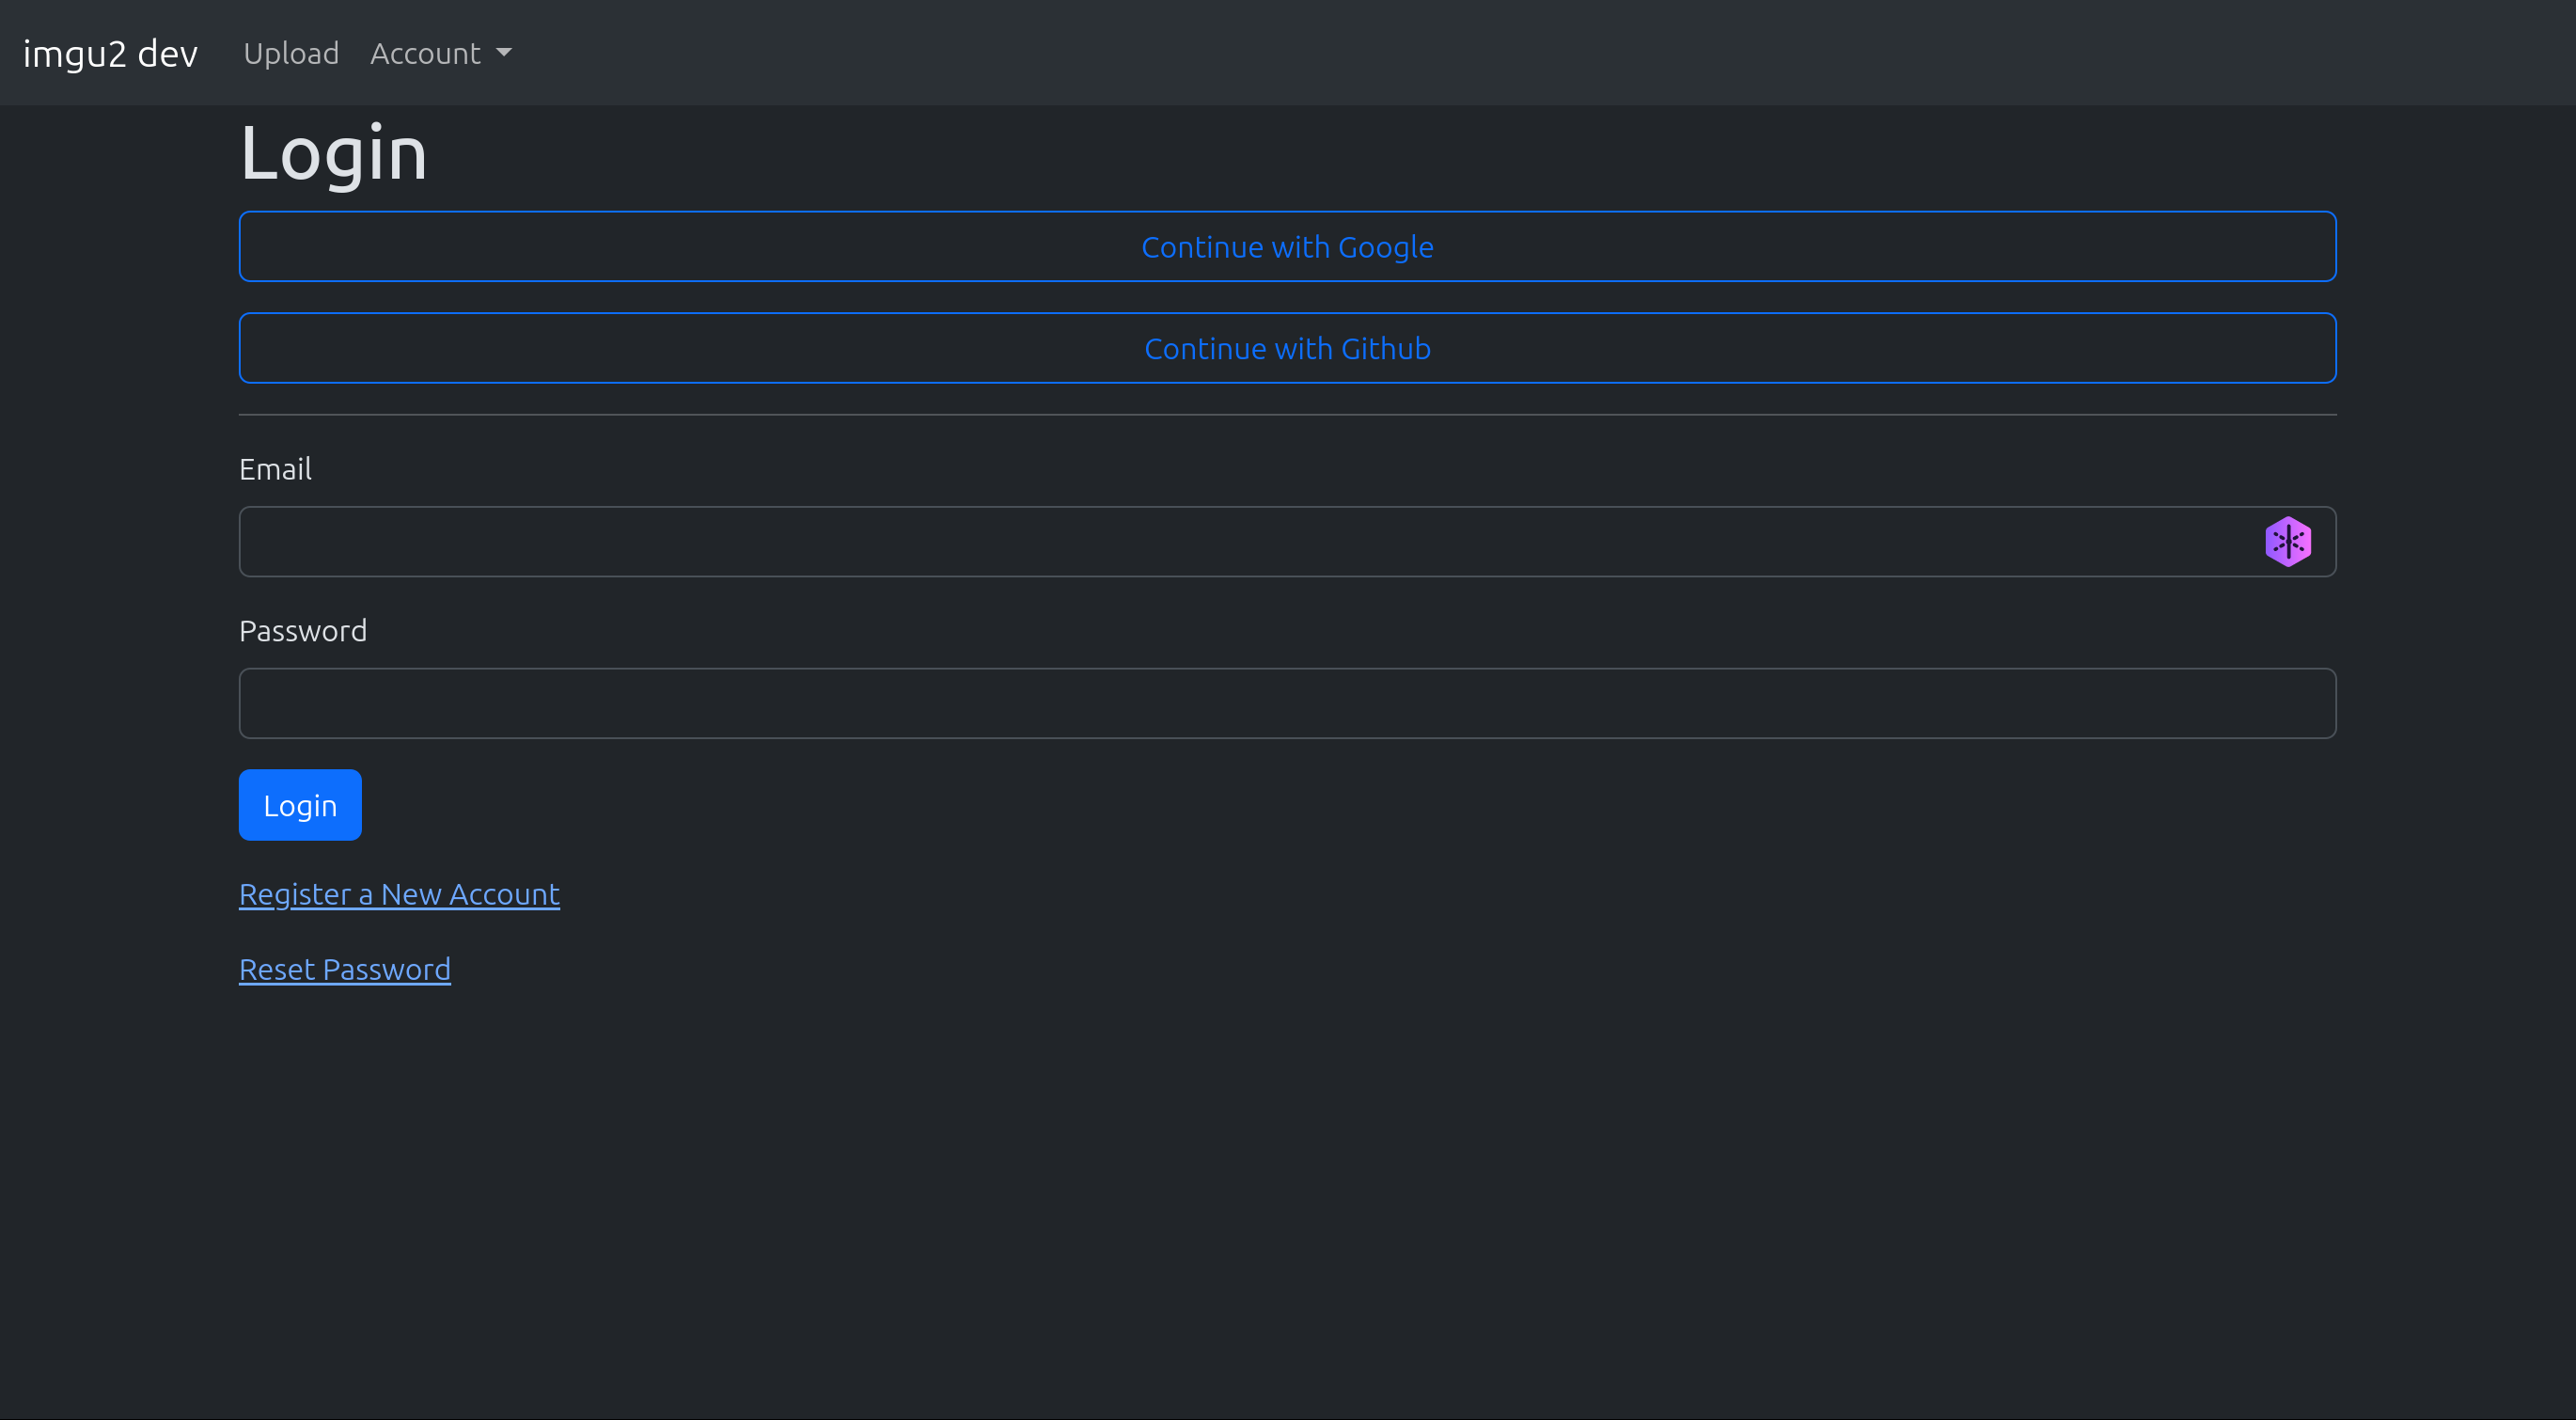 imgu2 dev Upload Account
Login
Continue with Google
Continue with Github
Email
Password
Login
Register a New Account
Reset Password